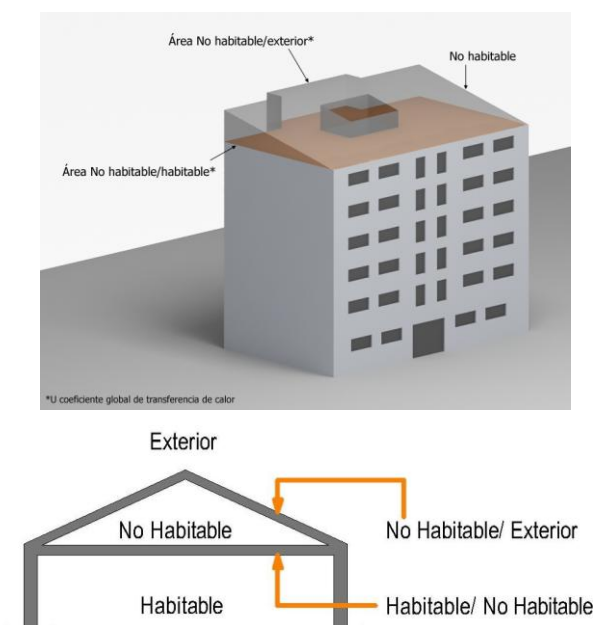 Área No habitable/exterior*
No habitable
Área No habitable/habitable*
*U coeficiente global de transferencia de calor
Exterior
No Habitable
No Habitable/ Exterior
Habitable
Habitable/ No Habitable